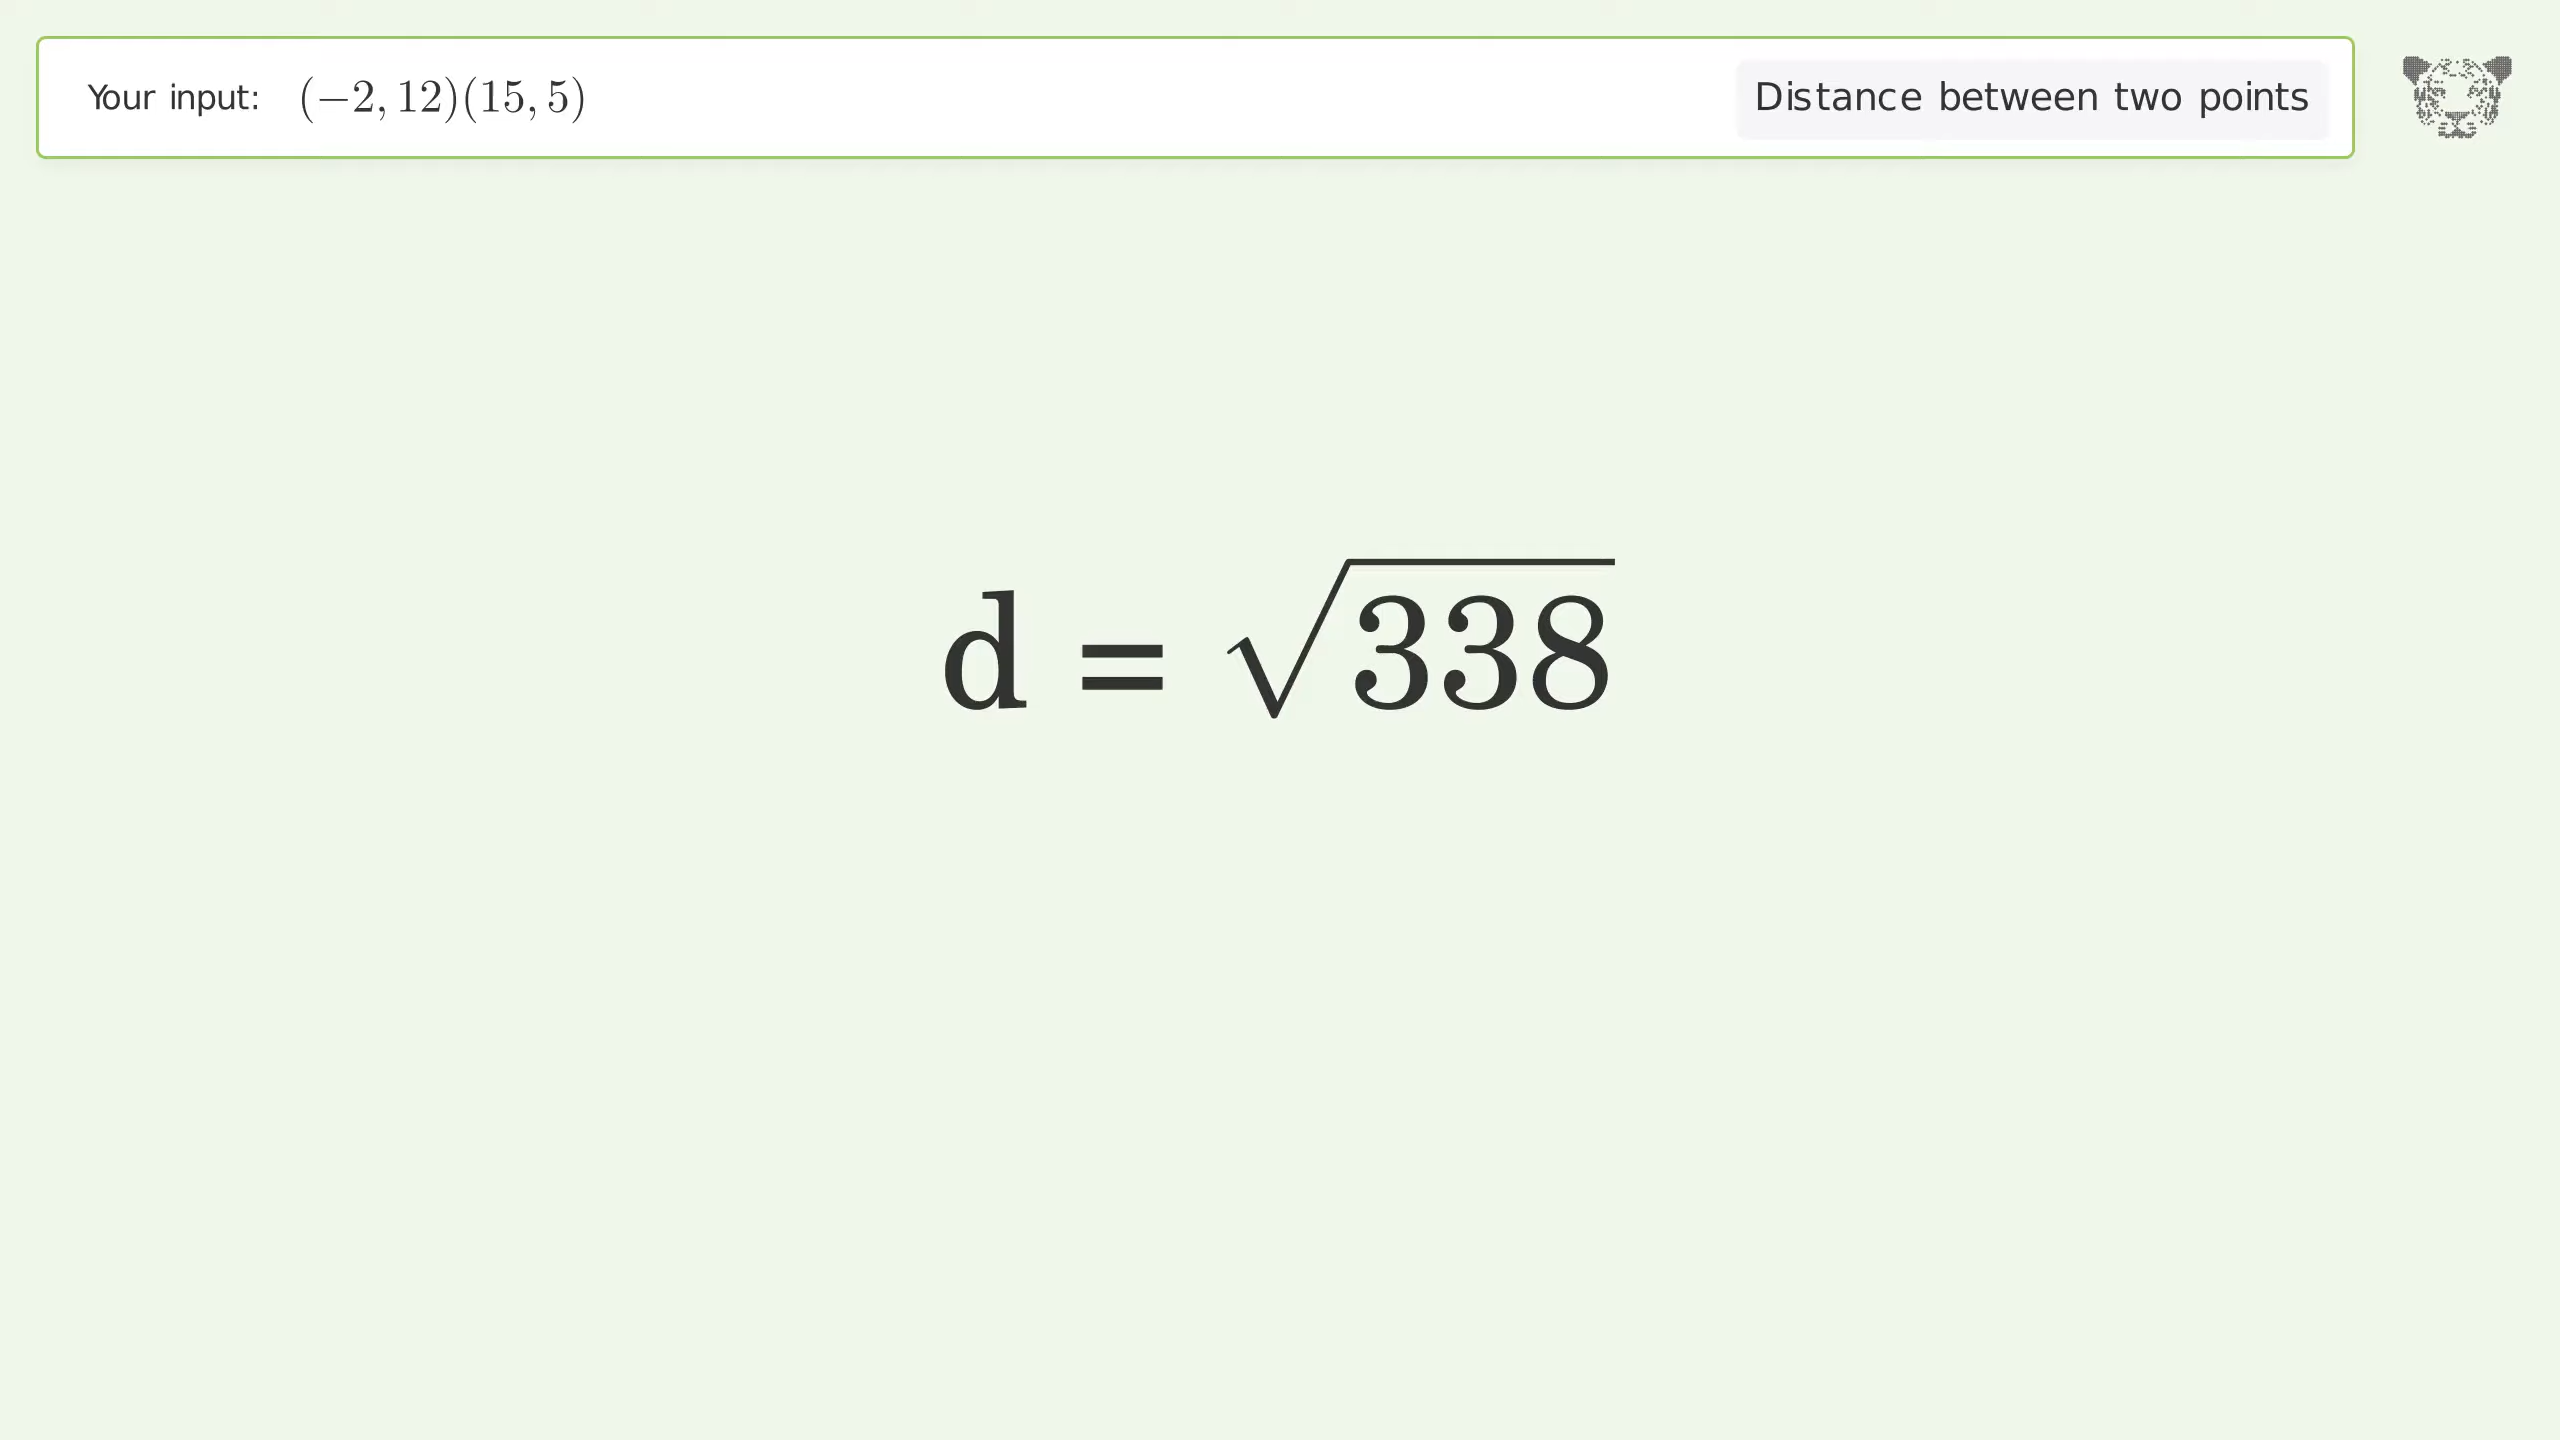 Your input: (−2, 12)(15, 5) Distance between two points
d = √338